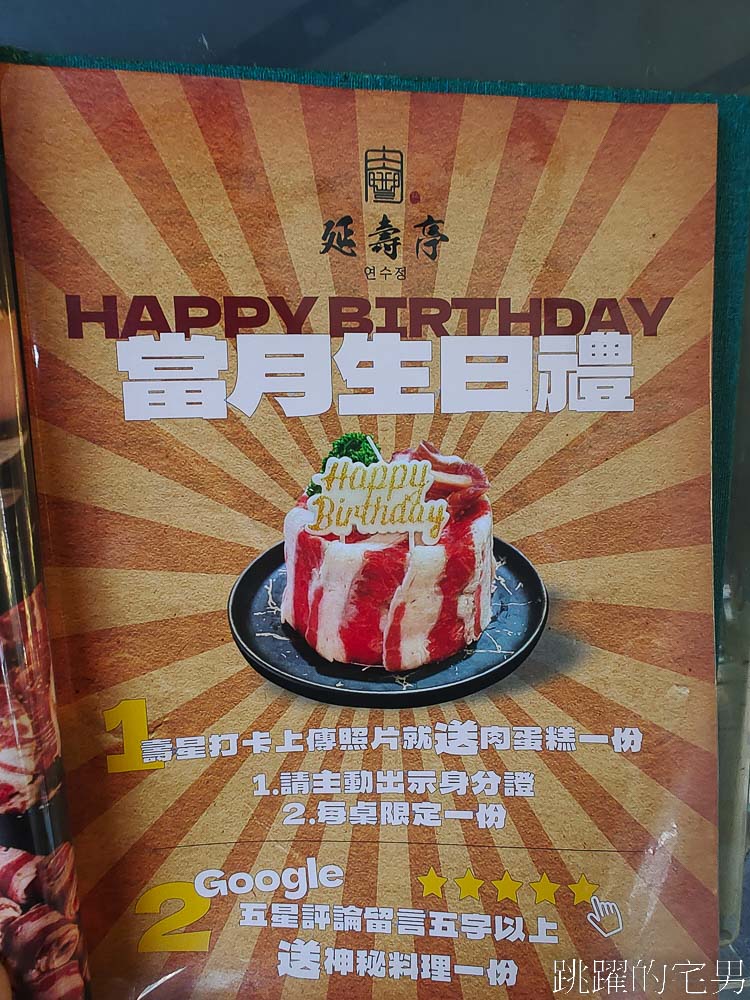 延壽亭
연수정
HAPPY BIRTHDAY
當月生日禮
Happy
Birthday
1 壽星打卡上傳照片就送肉蛋糕一份
1.請主動出示身分證
2.每桌限定一份
2 Google
五星評論留言五字以上
送神秘料理一份
跳躍的宅男